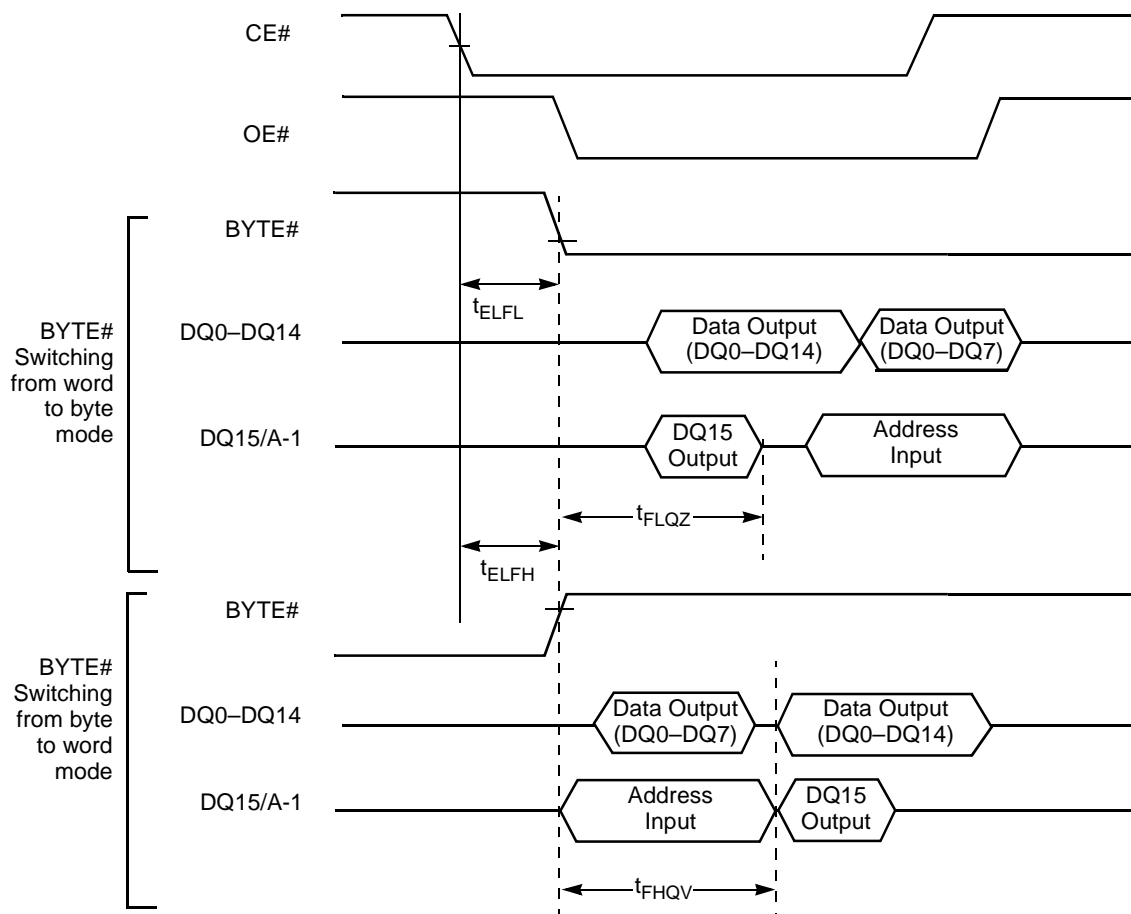 CE#
OE#
BYTE#
tELFL
BYTE#
Switching
from word
to byte
mode
DQ0–DQ14
Data Output
(DQ0–DQ14)
Data Output
(DQ0–DQ7)
DQ15/A-1
DQ15
Output
Address
Input
tFLQZ
tELFH
BYTE#
BYTE#
Switching
from byte
to word
mode
DQ0–DQ14
Data Output
(DQ0–DQ7)
Data Output
(DQ0–DQ14)
DQ15/A-1
Address
Input
DQ15
Output
tFHQV